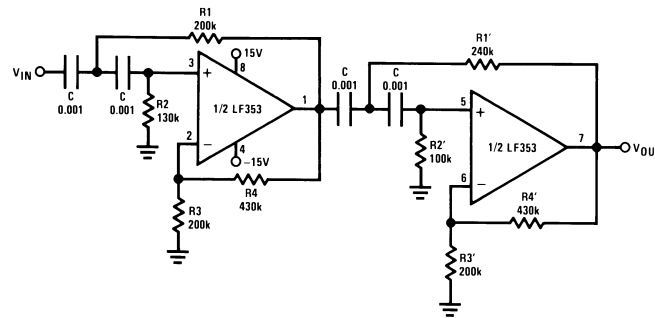 R1
200k
15V
8
VIN
C
0.001
C
0.001
3
+
R2
130k
1/2 LF353
1
2
−
4
−15V
R4
430k
R3
200k
C
0.001
C
0.001
R1′
240k
5
+
R2′
100k
1/2 LF353
7
VOU
6
−
R4′
430k
R3′
200k